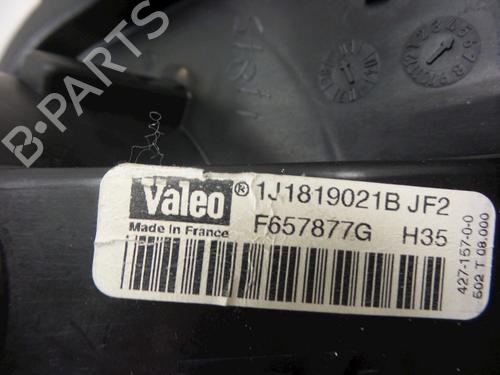 B-PARTS
Valeo® 1J1819021B JF2
Made in France F657877G H35
427-157-0-0
502 T 08,000